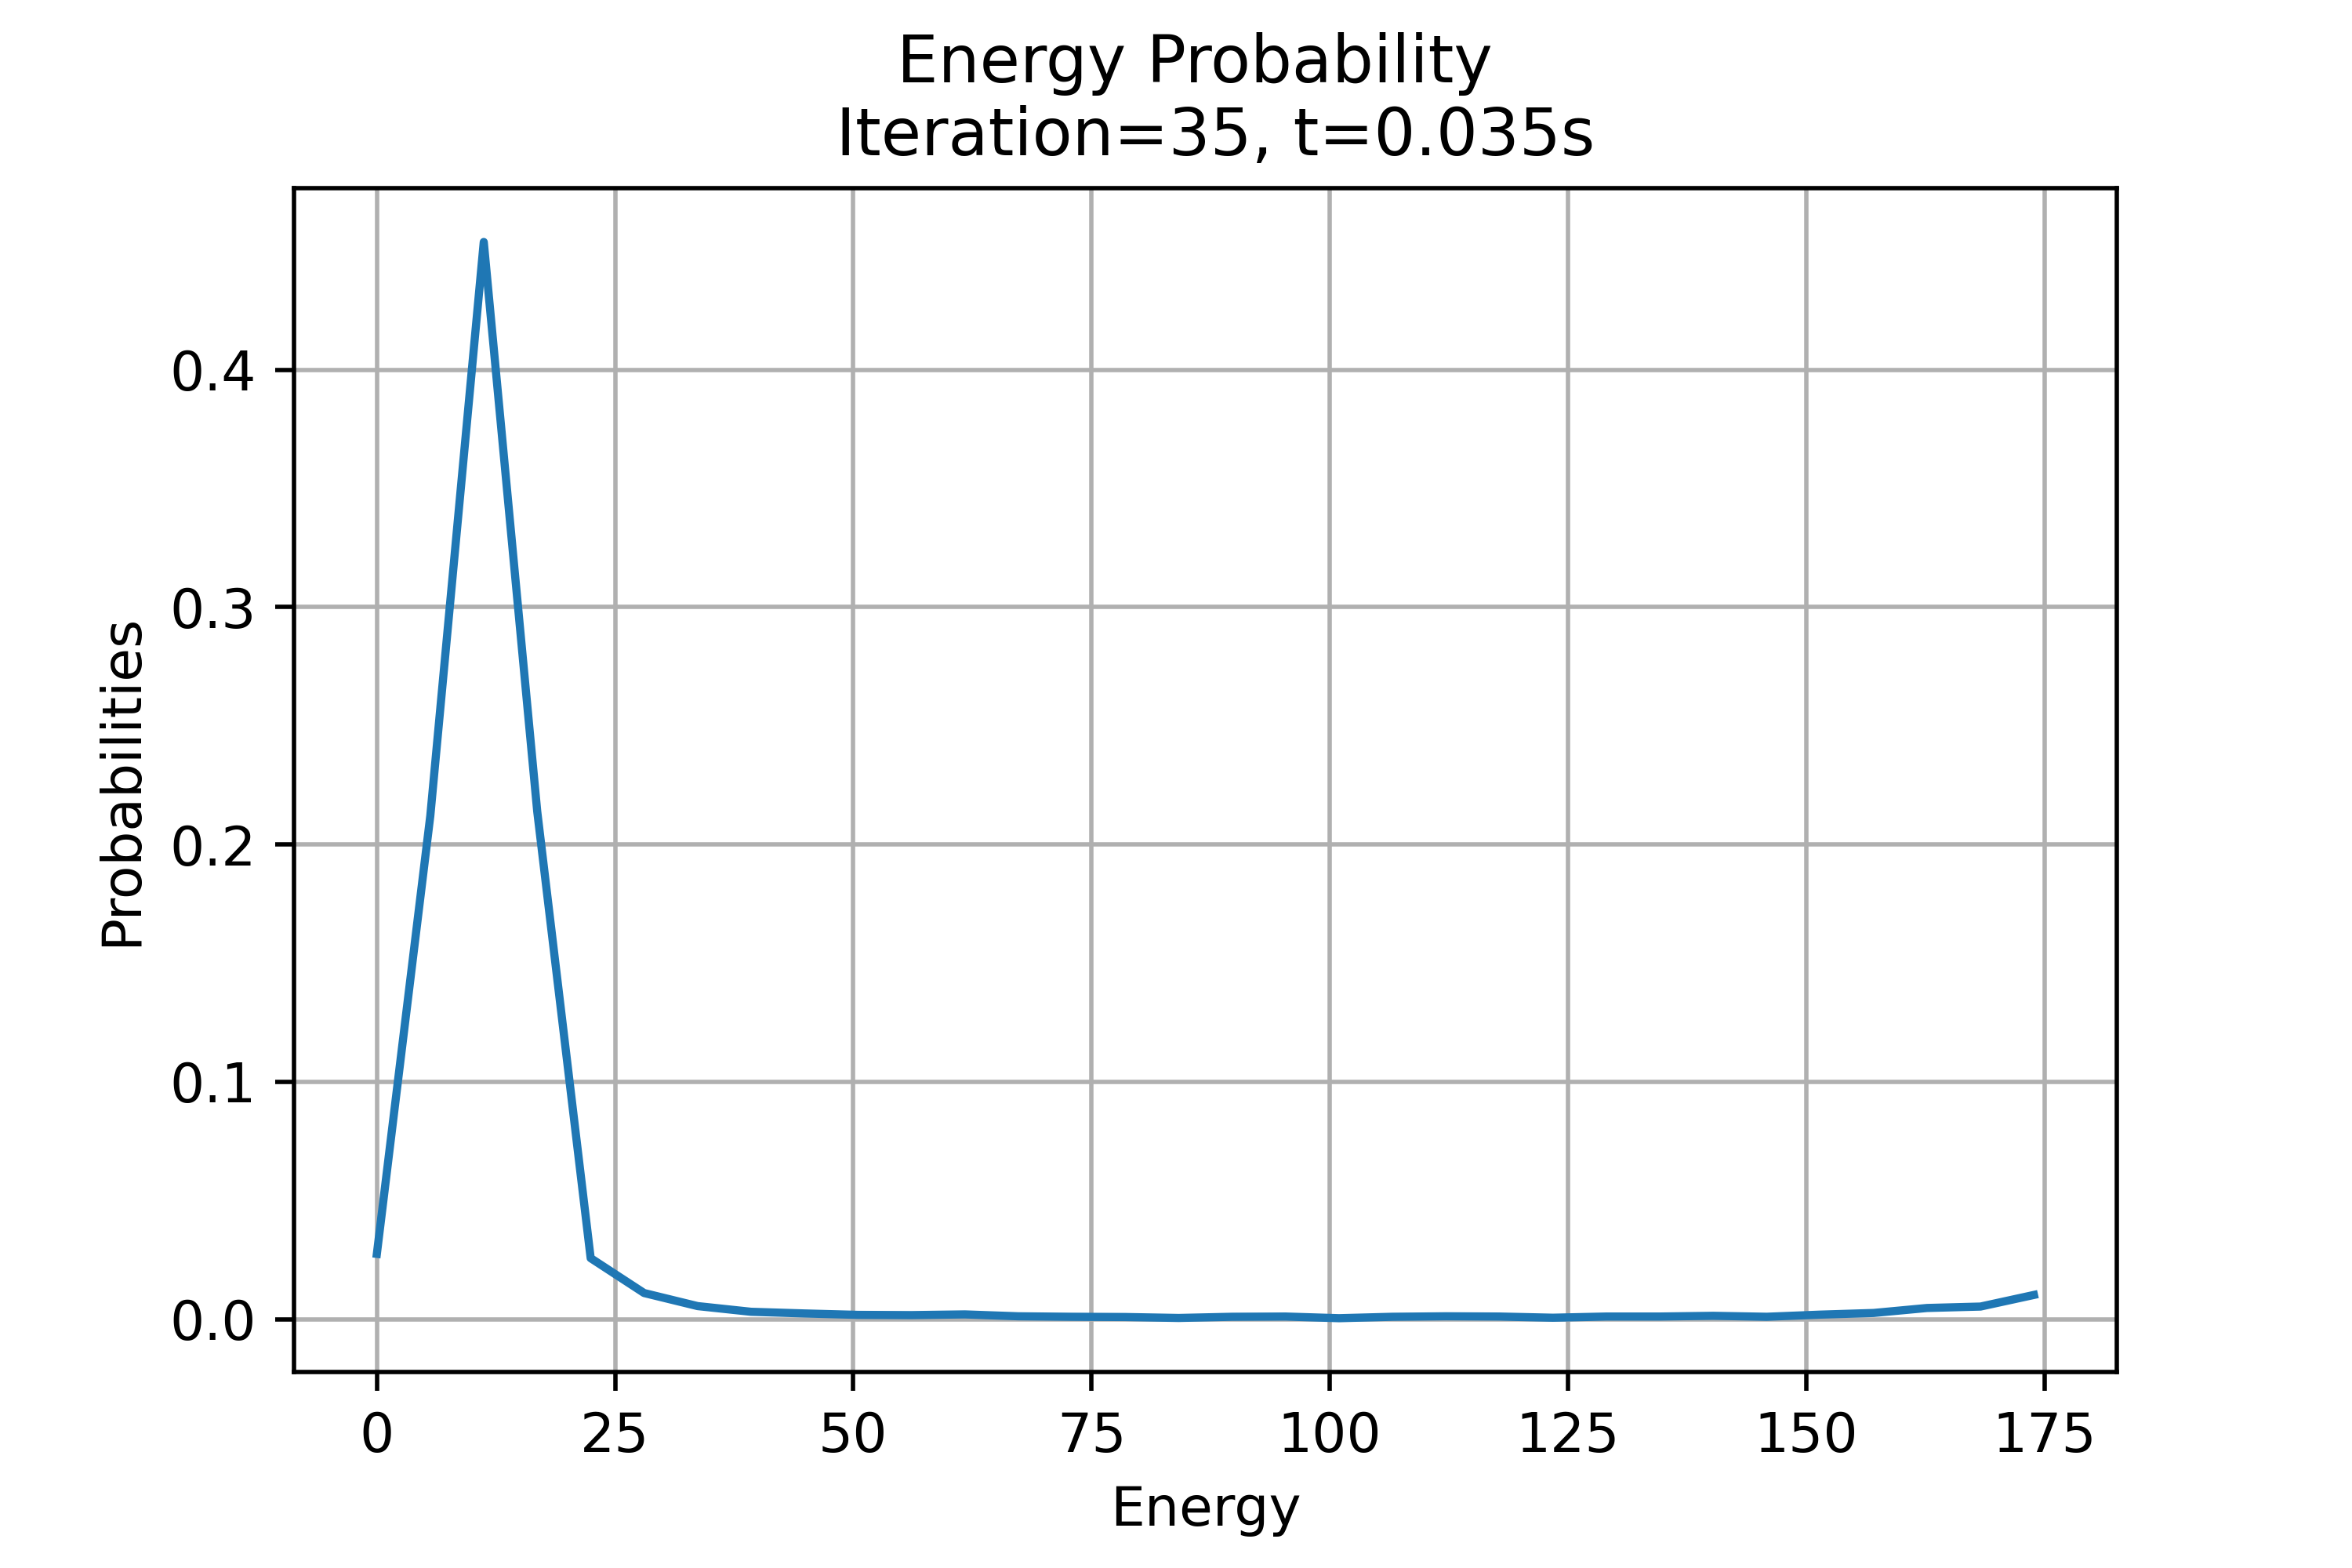 Energy Probability
Iteration=35, t=0.035s
Probabilities
0.4
0.3
0.2
0.1
0.0
0 25 50 75 100 125 150 175
Energy